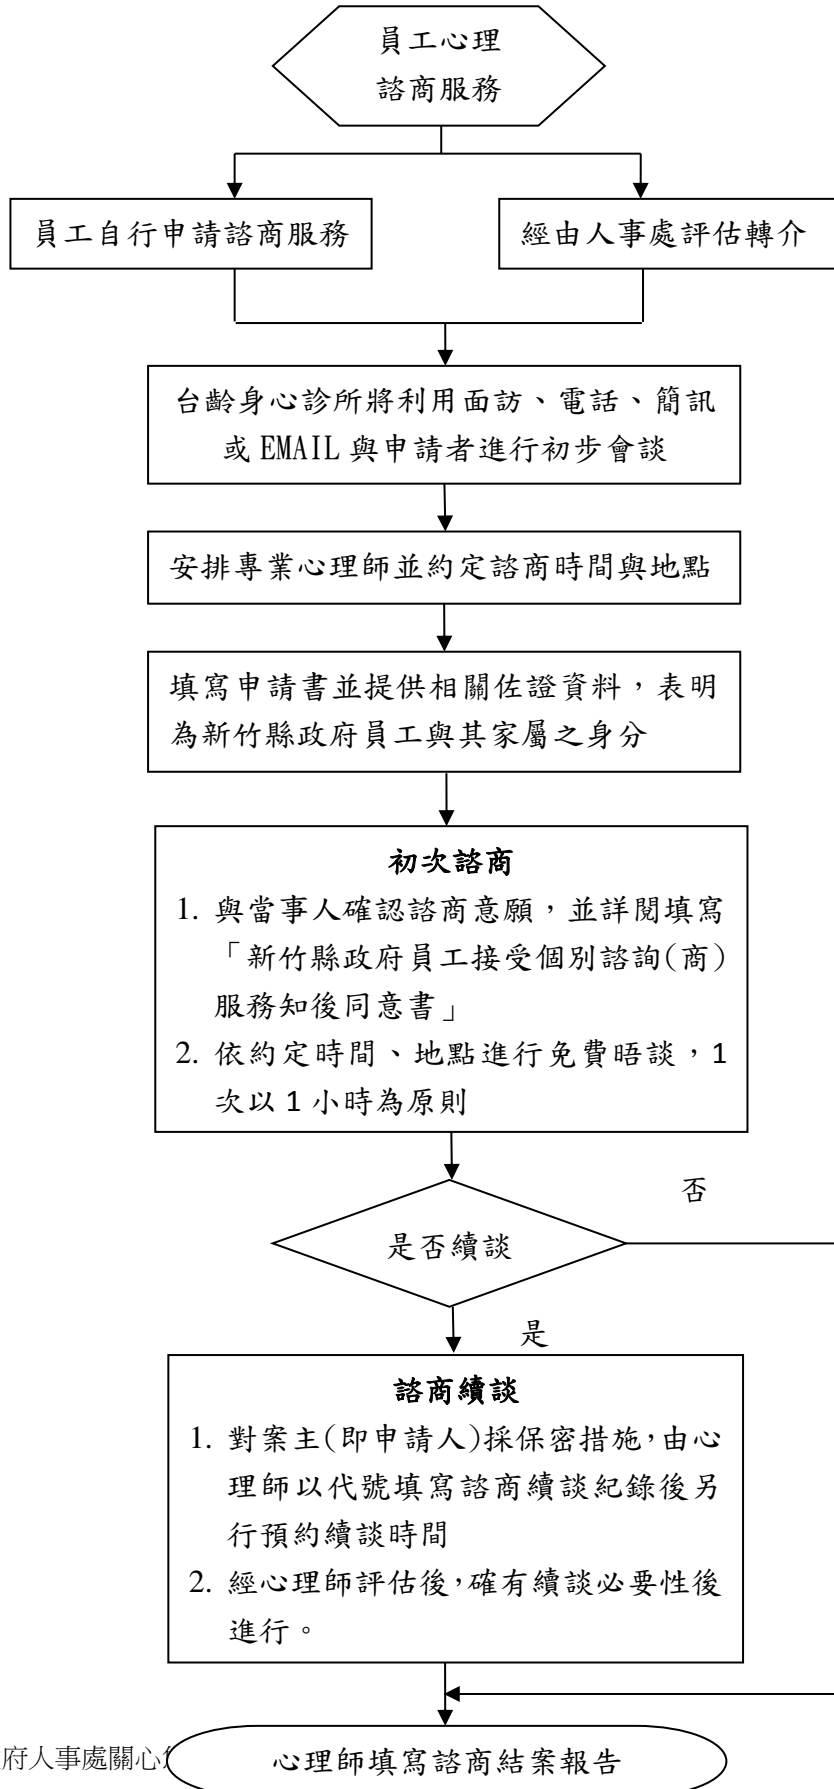 員工心理
諮商服務
員工自行申請諮商服務
經由人事處評估轉介
台齡身心診所將利用面訪、電話、簡訊
或 EMAIL 與申請者進行初步會談
安排專業心理師並約定諮商時間與地點
填寫申請書並提供相關佐證資料，表明
為新竹縣政府員工與其家屬之身分
初次諮商
1. 與當事人確認諮商意願，並詳閱填寫
「新竹縣政府員工接受個別諮詢(商)
服務知後同意書」
2. 依約定時間、地點進行免費晤談，1
次以 1 小時為原則
否
是否續談
是
諮商續談
1. 對案主(即申請人)採保密措施，由心
理師以代號填寫諮商續談紀錄後另
行預約續談時間
2. 經心理師評估後，確有續談必要性後
進行。
府人事處關心
心理師填寫諮商結案報告